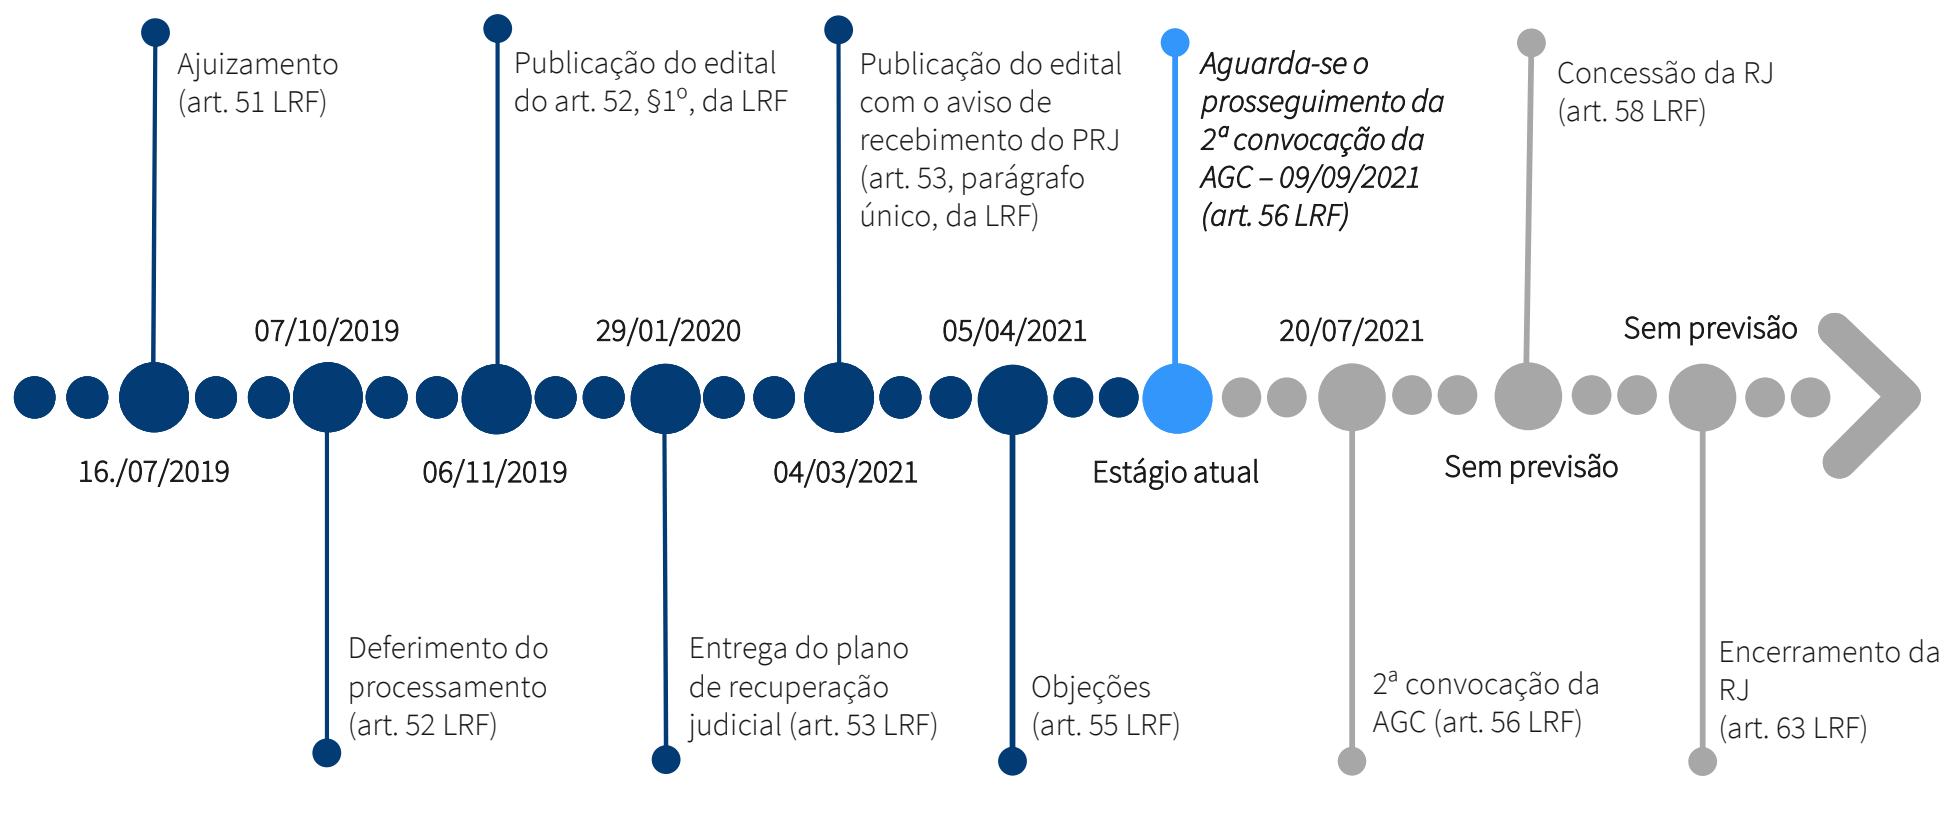 Ajuizamento
(art. 51 LRF)
Publicação do edital
do art. 52, §1º, da LRF
Publicação do edital
com o aviso de
recebimento do PRJ
(art. 53, parágrafo
único, da LRF)
Aguarda-se o
prosseguimento da
2ª convocação da
AGC – 09/09/2021
(art. 56 LRF)
Concessão da RJ
(art. 58 LRF)
07/10/2019
29/01/2020
05/04/2021
20/07/2021
Sem previsão
16./07/2019
06/11/2019
04/03/2021
Estágio atual
Sem previsão
Deferimento do
processamento
(art. 52 LRF)
Entrega do plano
de recuperação
judicial (art. 53 LRF)
Objeções
(art. 55 LRF)
2ª convocação da
AGC (art. 56 LRF)
Encerramento da
RJ
(art. 63 LRF)